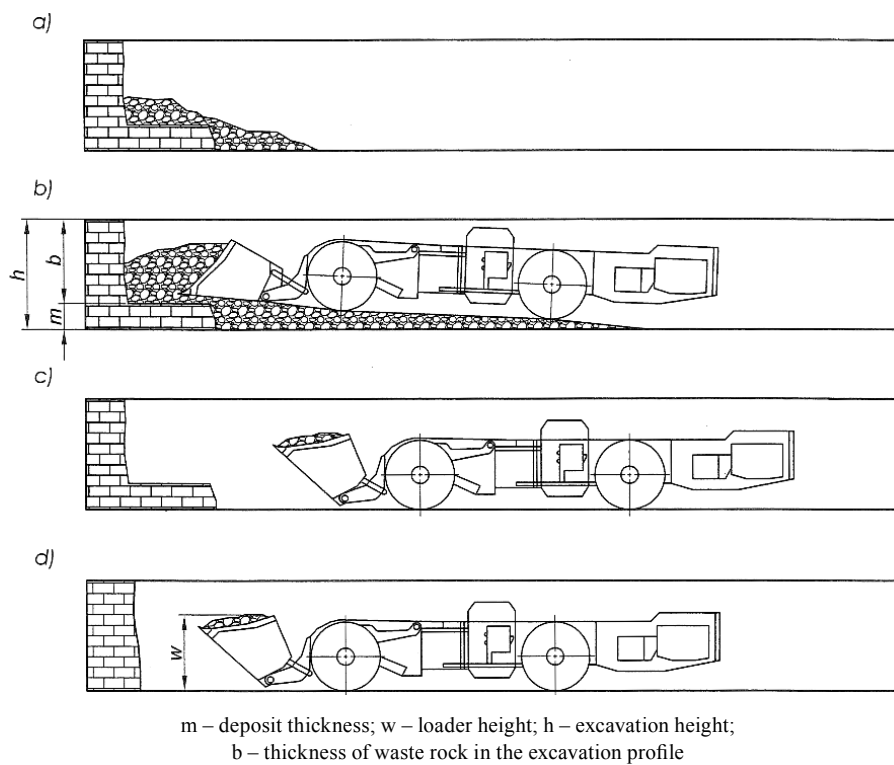 a)
b)
h
b
m
c)
d)
w
m – deposit thickness; w – loader height; h – excavation height;
b – thickness of waste rock in the excavation profile